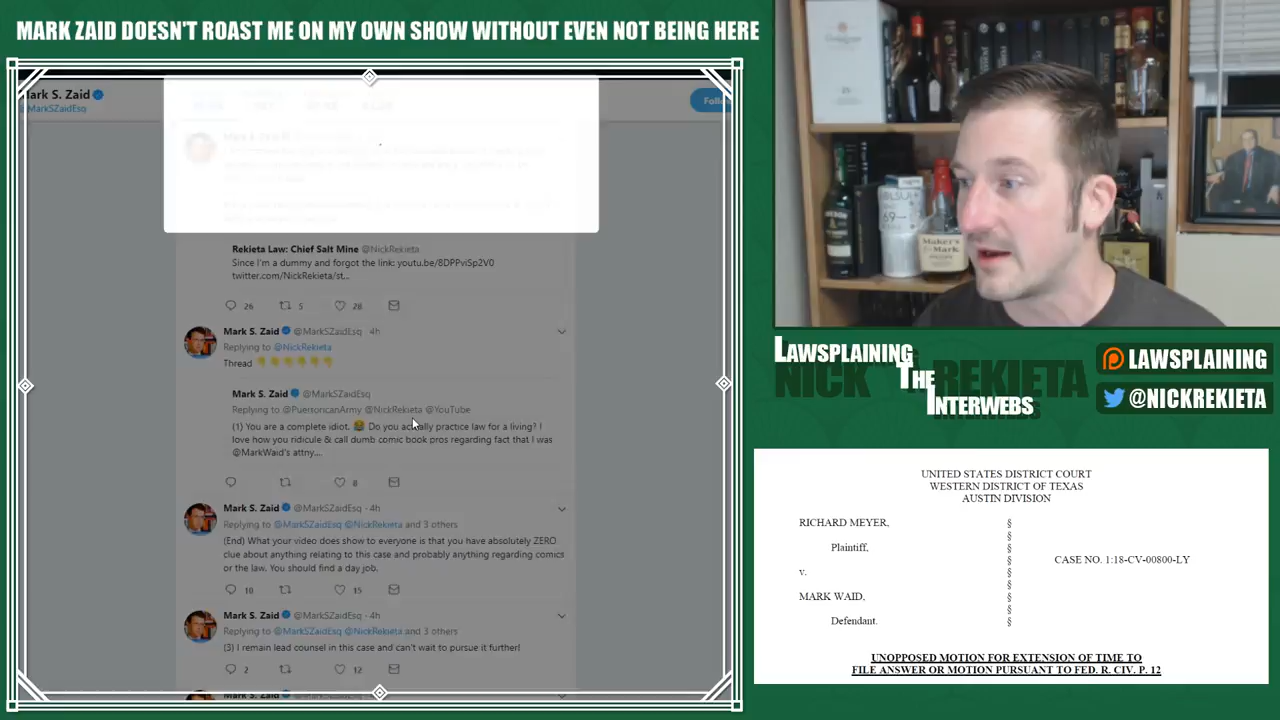 MARK ZAID DOESN'T ROAST ME ON MY OWN SHOW WITHOUT EVEN NOT BEING HERE
Mark S. Zaid
@MarkSZaidEsq
Rekieta Law: Chief Salt Mine @NickRekieta
Since I'm a dummy and forgot the link: youtu.be/8DPPviSp2V0
twitter.com/NickRekieta/st...
26 5 28
Mark S. Zaid @MarkSZaidEsq · 4h
Replying to @NickRekieta
Thread 👇👇👇👇👇👇
Mark S. Zaid @MarkSZaidEsq
Replying to @PuersoncanArmy @NickRekieta @YouTube
(1) You are a complete idiot. 😂 Do you actually practice law for a living? I
love how you ridicule & call dumb comic book pros regarding fact that I was
@MarkWaid's attny...
8
Mark S. Zaid @MarkSZaidEsq · 4h
Replying to @MarkSZaidEsq @NickRekieta and 3 others
(End) What your video does show to everyone is that you have absolutely ZERO
clue about anything relating to this case and probably anything regarding comics
or the law. You should find a day job.
10 15
Mark S. Zaid @MarkSZaidEsq · 4h
Replying to @MarkSZaidEsq @NickRekieta and 3 others
(3) I remain lead counsel in this case and can't wait to pursue it further!
2 12
Mark S. Zaid @MarkSZaidEsq · 4h
MAKER'S MARK
LAWSPLAINING
THE
INTERWEBS
NICK REKIETA
LAWSPLAINING
@NICKREKIETA
UNITED STATES DISTRICT COURT
WESTERN DISTRICT OF TEXAS
AUSTIN DIVISION
RICHARD MEYER, §
§
Plaintiff, §
§ CASE NO. 1:18-CV-00800-LY
v. §
§
MARK WAID, §
§
Defendant. §
UNOPPOSED MOTION FOR EXTENSION OF TIME TO
FILE ANSWER OR MOTION PURSUANT TO FED. R. CIV. P. 12